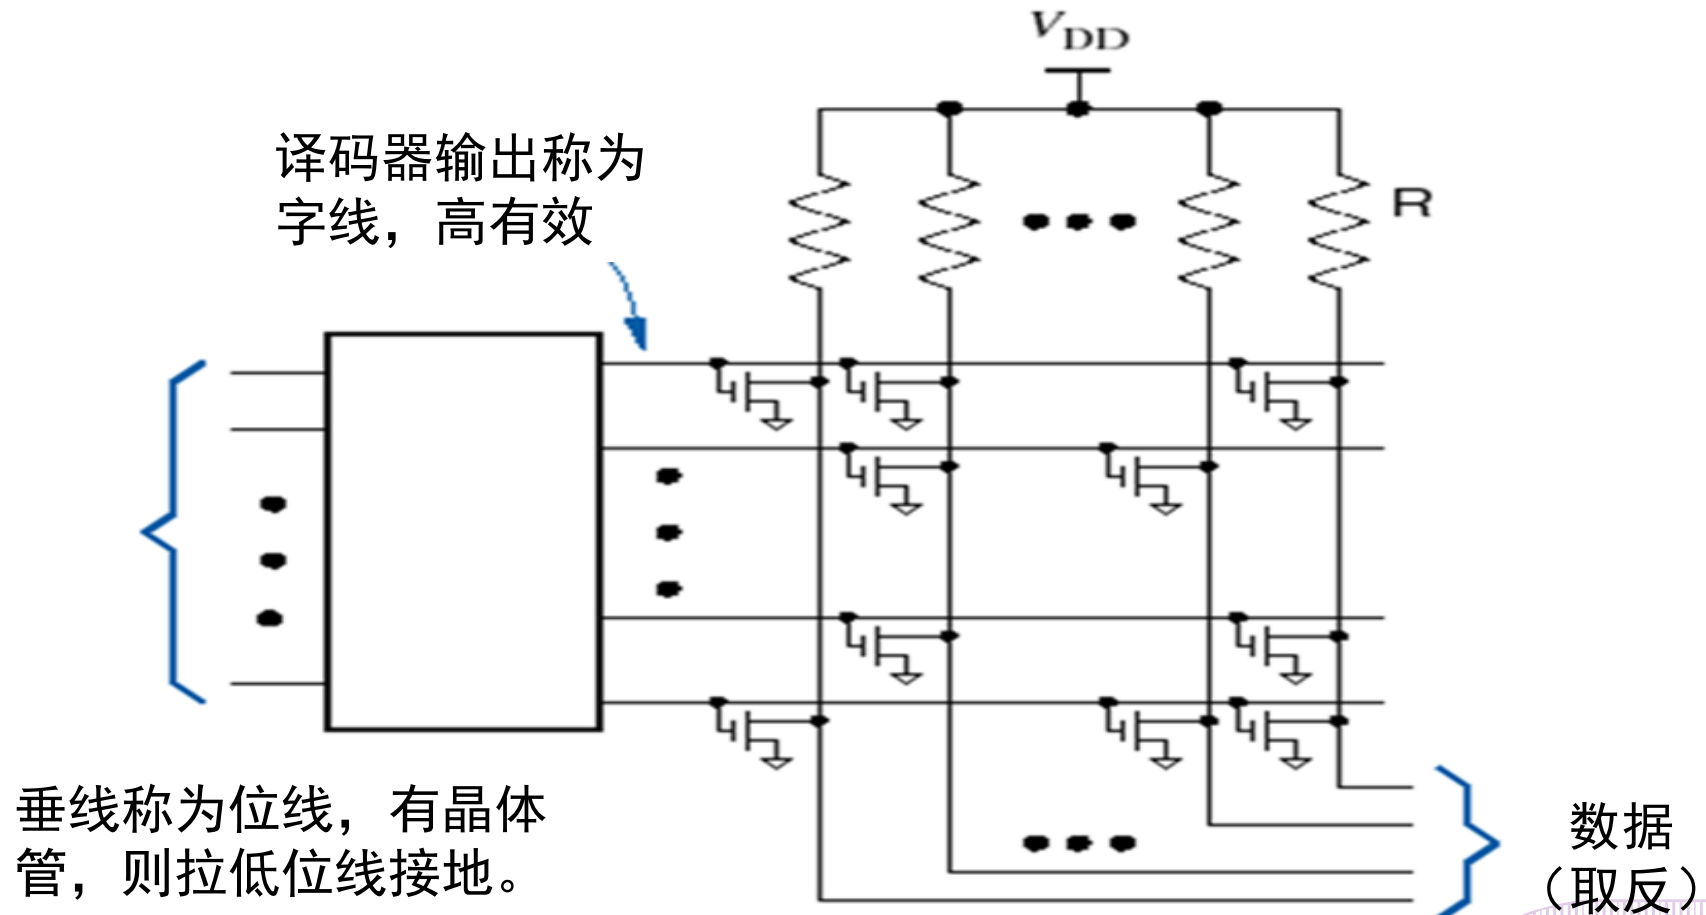 VDD
译码器输出称为
字线，高有效
R
垂线称为位线，有晶体
管，则拉低位线接地。
数据
（取反）